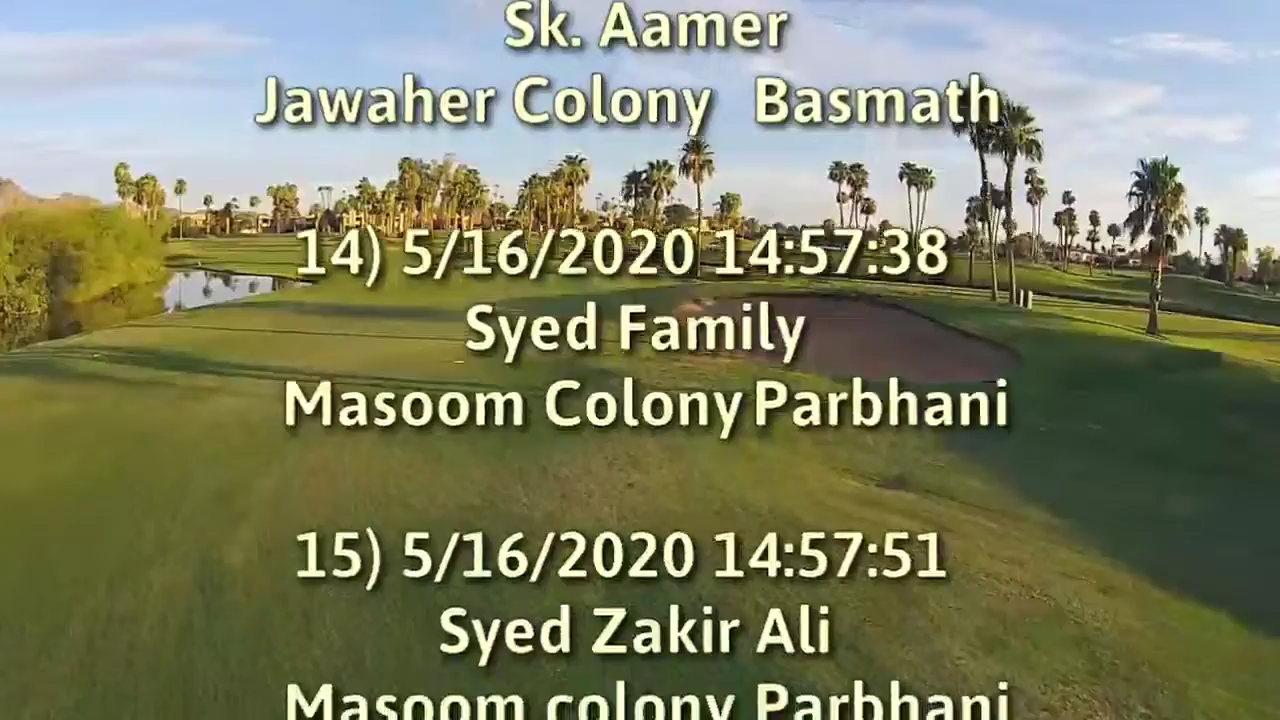 Sk. Aamer
Jawaher Colony Basmath
14) 5/16/2020 14:57:38
Syed Family
Masoom Colony Parbhani
15) 5/16/2020 14:57:51
Syed Zakir Ali
Masoom colony Parbhani